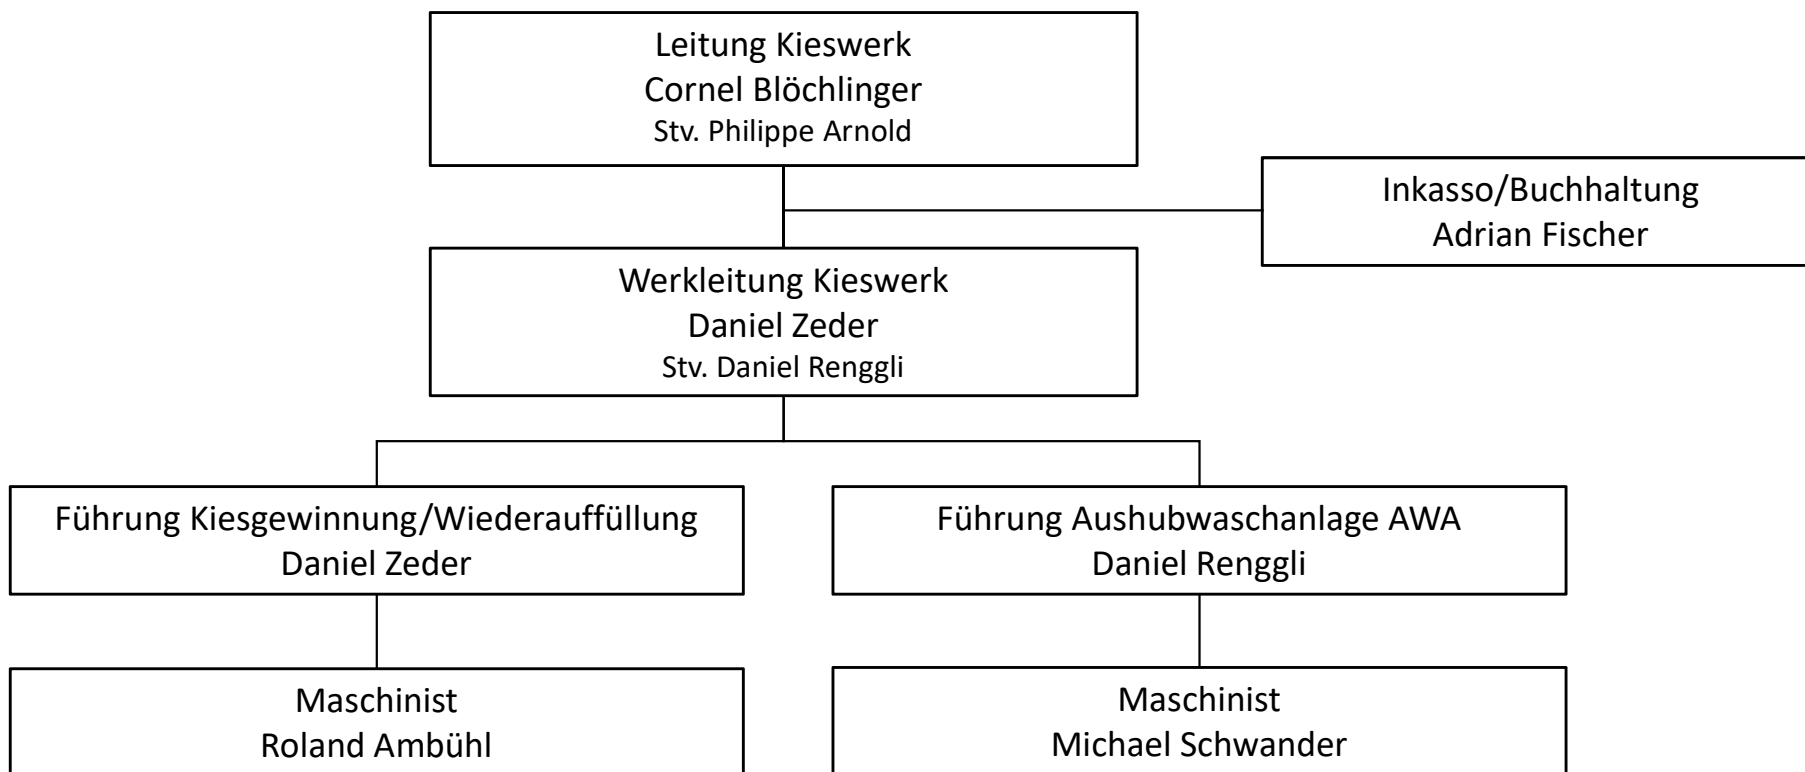 Leitung Kieswerk
Cornel Blöchlinger
Stv. Philippe Arnold
Inkasso/Buchhaltung
Adrian Fischer
Werkleitung Kieswerk
Daniel Zeder
Stv. Daniel Renggli
Führung Kiesgewinnung/Wiederauffüllung
Daniel Zeder
Führung Aushubwaschanlage AWA
Daniel Renggli
Maschinist
Roland Ambühl
Maschinist
Michael Schwander